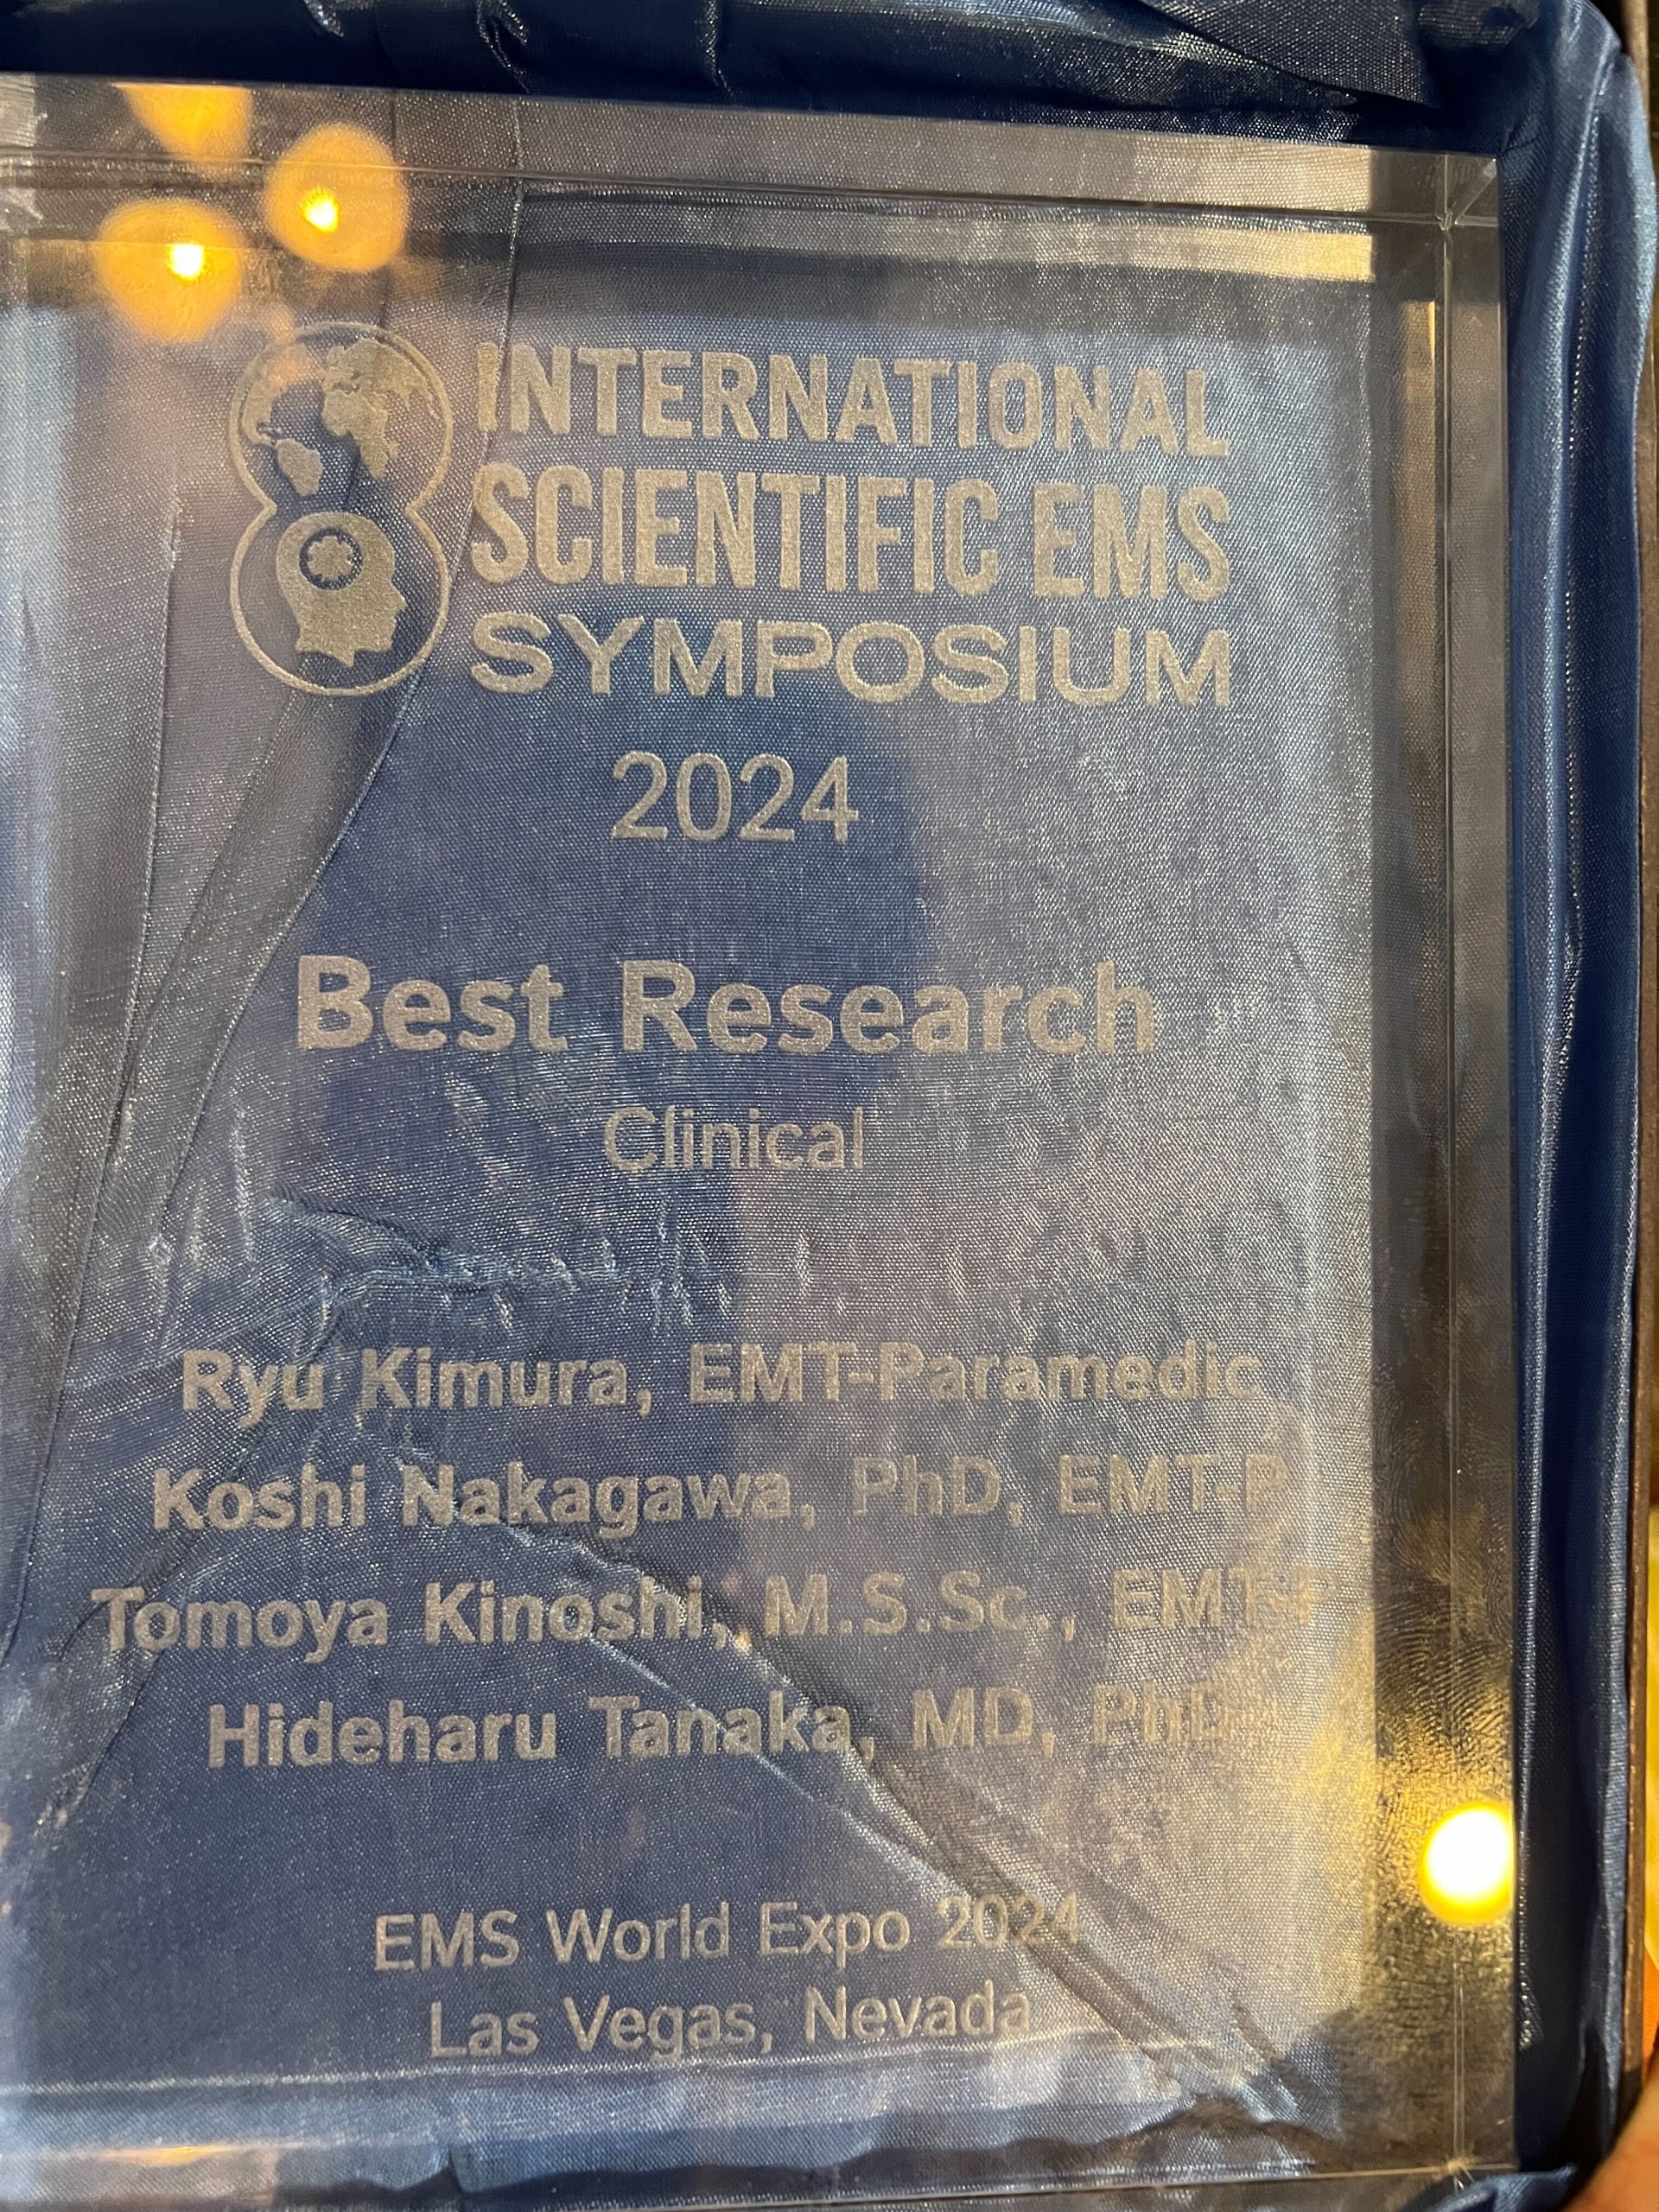 INTERNATIONAL
SCIENTIFIC EMS
SYMPOSIUM
2024
Best Research
Clinical
Ryu Kimura, EMT-Paramedic
Koshi Nakagawa, PhD, EMT-P
Tomoya Kinoshi, M.S.Sc., EMT-P
Hideharu Tanaka, MD, PhD
EMS World Expo 2024
Las Vegas, Nevada